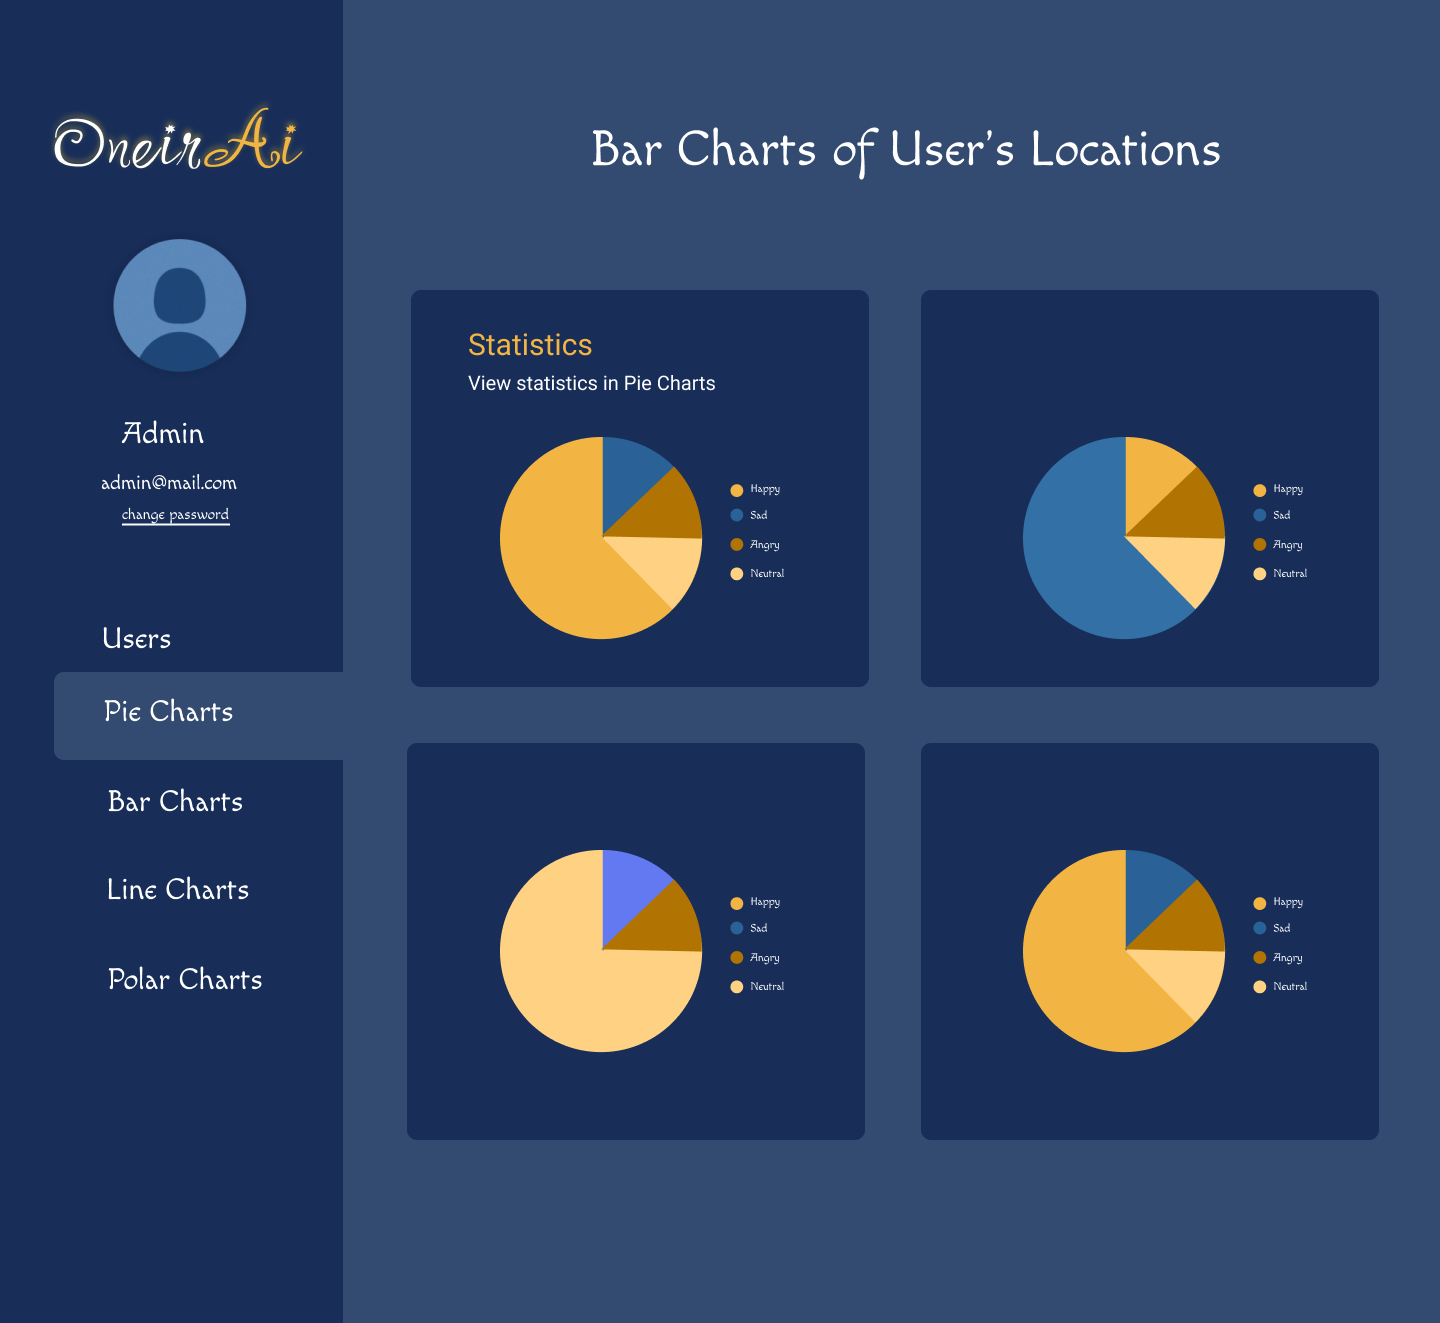 OneirAi
Admin
admin@mail.com
change password
Users
Pie Charts
Bar Charts
Line Charts
Polar Charts
Bar Charts of User's Locations
Statistics
View statistics in Pie Charts
Happy
Sad
Angry
Neutral
Happy
Sad
Angry
Neutral
Happy
Sad
Angry
Neutral
Happy
Sad
Angry
Neutral